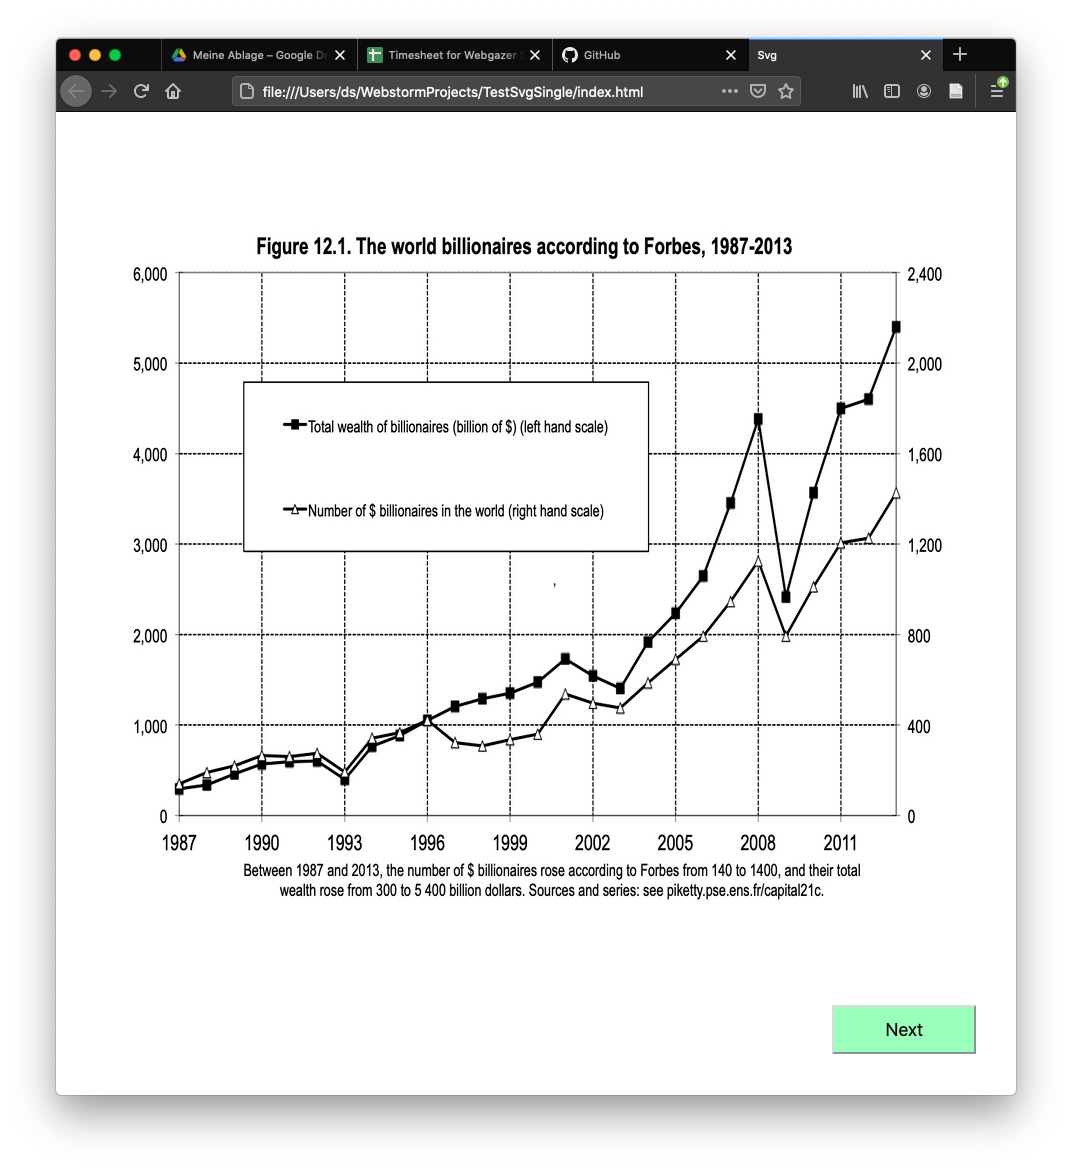 Meine Ablage – Google Dr
Timesheet for Webgazer
GitHub
Svg
file:///Users/ds/WebstormProjects/TestSvgSingle/index.html
Figure 12.1. The world billionaires according to Forbes, 1987-2013
6,000 2,400
5,000 2,000
Total wealth of billionaires (billion of $) (left hand scale)
4,000 1,600
Number of $ billionaires in the world (right hand scale)
3,000 1,200
,
2,000 800
1,000 400
0 0
1987 1990 1993 1996 1999 2002 2005 2008 2011
Between 1987 and 2013, the number of $ billionaires rose according to Forbes from 140 to 1400, and their total
wealth rose from 300 to 5 400 billion dollars. Sources and series: see piketty.pse.ens.fr/capital21c.
Next